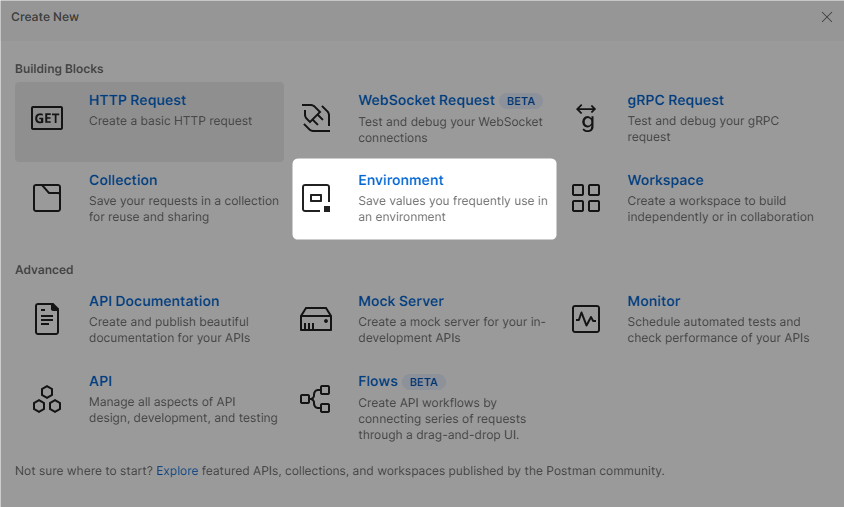 Create New
Building Blocks
GET
HTTP Request
Create a basic HTTP request
WebSocket Request BETA
Test and debug your WebSocket
connections
g
gRPC Request
Test and debug your gRPC
request
Collection
Save your requests in a collection
for reuse and sharing
Environment
Save values you frequently use in
an environment
Workspace
Create a workspace to build
independently or in collaboration
Advanced
API Documentation
Create and publish beautiful
documentation for your APIs
Mock Server
Create a mock server for your in-
development APIs
Monitor
Schedule automated tests and
check performance of your APIs
API
Manage all aspects of API
design, development, and testing
Flows BETA
Create API workflows by
connecting series of requests
through a drag-and-drop UI.
Not sure where to start? Explore featured APIs, collections, and workspaces published by the Postman community.